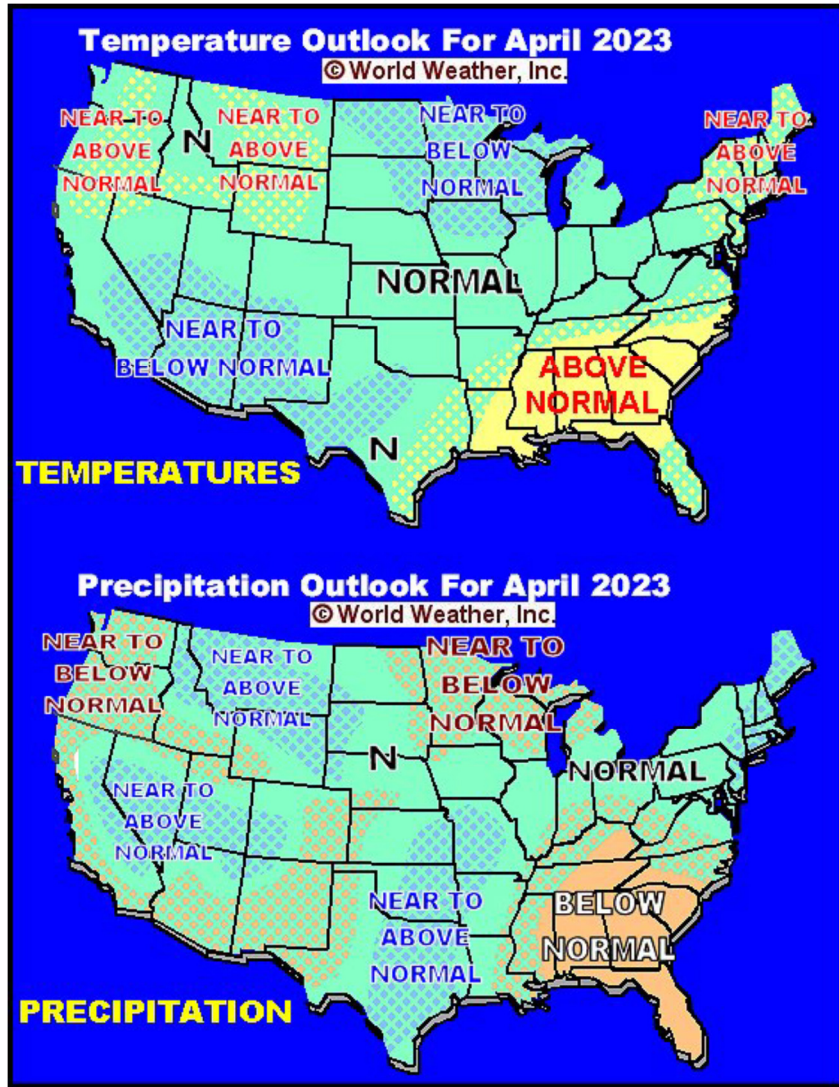 Temperature Outlook For April 2023
© World Weather, Inc.
NEAR TO
ABOVE
NORMAL
N
NEAR TO
ABOVE
NORMAL
NEAR TO
BELOW
NORMAL
NEAR TO
ABOVE
NORMAL
NORMAL
NEAR TO
BELOW NORMAL
ABOVE
NORMAL
N
TEMPERATURES
Precipitation Outlook For April 2023
© World Weather, Inc.
NEAR TO
BELOW
NORMAL
NEAR TO
ABOVE
NORMAL
NEAR TO
BELOW
NORMAL
N
NORMAL
NEAR TO
ABOVE
NORMAL
NEAR TO
ABOVE
NORMAL
BELOW
NORMAL
PRECIPITATION